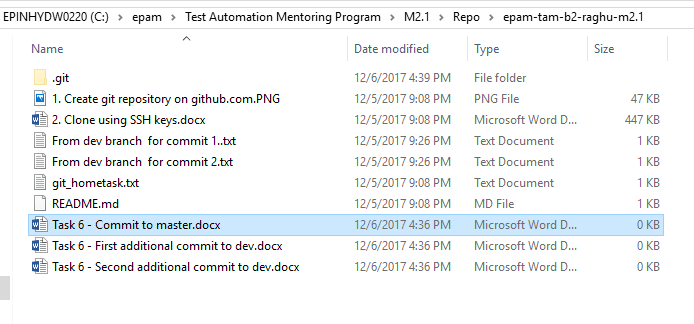 EPINHYDW0220 (C:) › epam › Test Automation Mentoring Program › M2.1 › Repo › epam-tam-b2-raghu-m2.1
Name Date modified Type Size
.git 12/6/2017 4:39 PM File folder
1. Create git repository on github.com.PNG 12/5/2017 9:08 PM PNG File 47 KB
2. Clone using SSH keys.docx 12/5/2017 9:08 PM Microsoft Word D... 447 KB
From dev branch  for commit 1..txt 12/5/2017 9:26 PM Text Document 1 KB
From dev branch  for commit 2.txt 12/5/2017 9:26 PM Text Document 1 KB
git_hometask.txt 12/5/2017 9:08 PM Text Document 1 KB
README.md 12/5/2017 9:08 PM MD File 1 KB
Task 6 - Commit to master.docx 12/6/2017 4:36 PM Microsoft Word D... 0 KB
Task 6 - First additional commit to dev.docx 12/6/2017 4:36 PM Microsoft Word D... 0 KB
Task 6 - Second additional commit to dev.docx 12/6/2017 4:36 PM Microsoft Word D... 0 KB